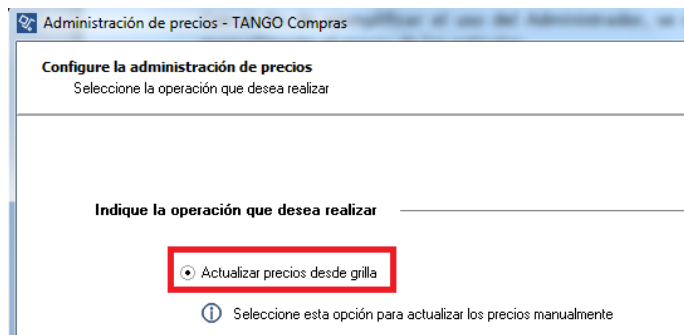 Administración de precios - TANGO Compras
Configure la administración de precios
Seleccione la operación que desea realizar
Indique la operación que desea realizar
Actualizar precios desde grilla
Seleccione esta opción para actualizar los precios manualmente